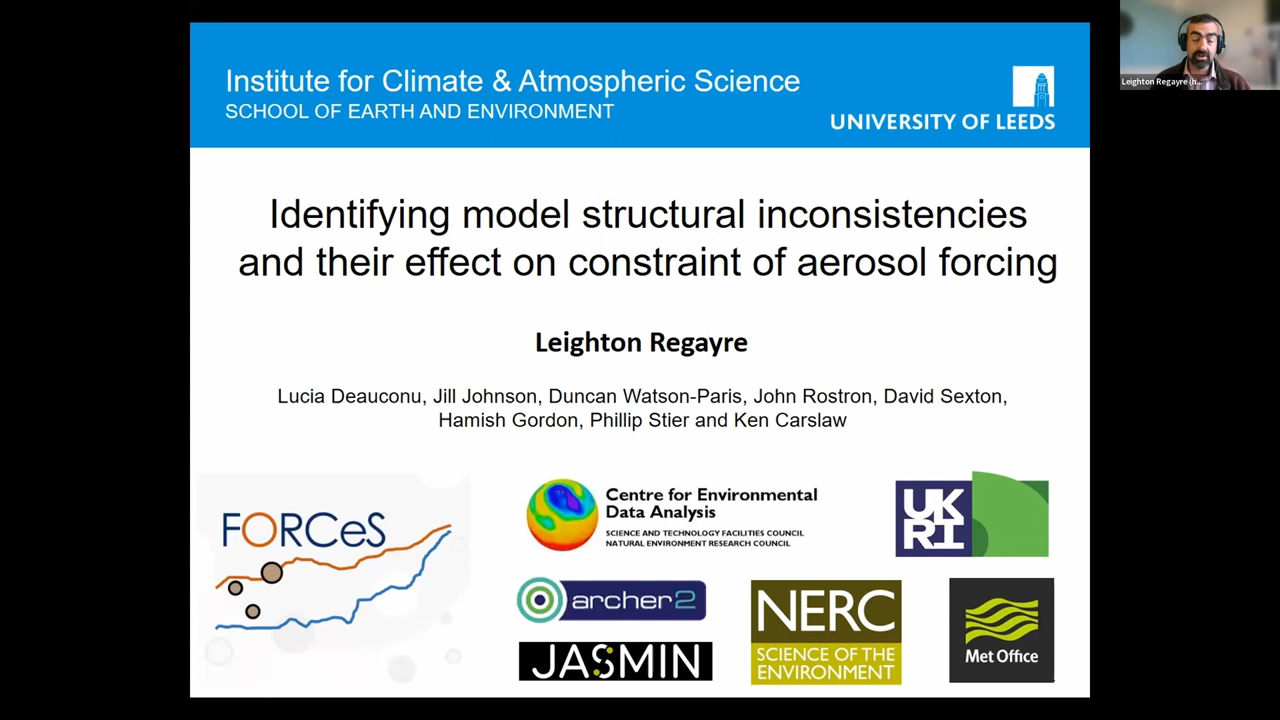 Institute for Climate & Atmospheric Science
SCHOOL OF EARTH AND ENVIRONMENT
UNIVERSITY OF LEEDS
Leighton Regayre (h...
Identifying model structural inconsistencies
and their effect on constraint of aerosol forcing
Leighton Regayre
Lucia Deauconu, Jill Johnson, Duncan Watson-Paris, John Rostron, David Sexton,
Hamish Gordon, Phillip Stier and Ken Carslaw
FORCeS
Centre for Environmental
Data Analysis
SCIENCE AND TECHNOLOGY FACILITIES COUNCIL
NATURAL ENVIRONMENT RESEARCH COUNCIL
UK
RI
archer2
JASMIN
NERC
SCIENCE OF THE
ENVIRONMENT
Met Office